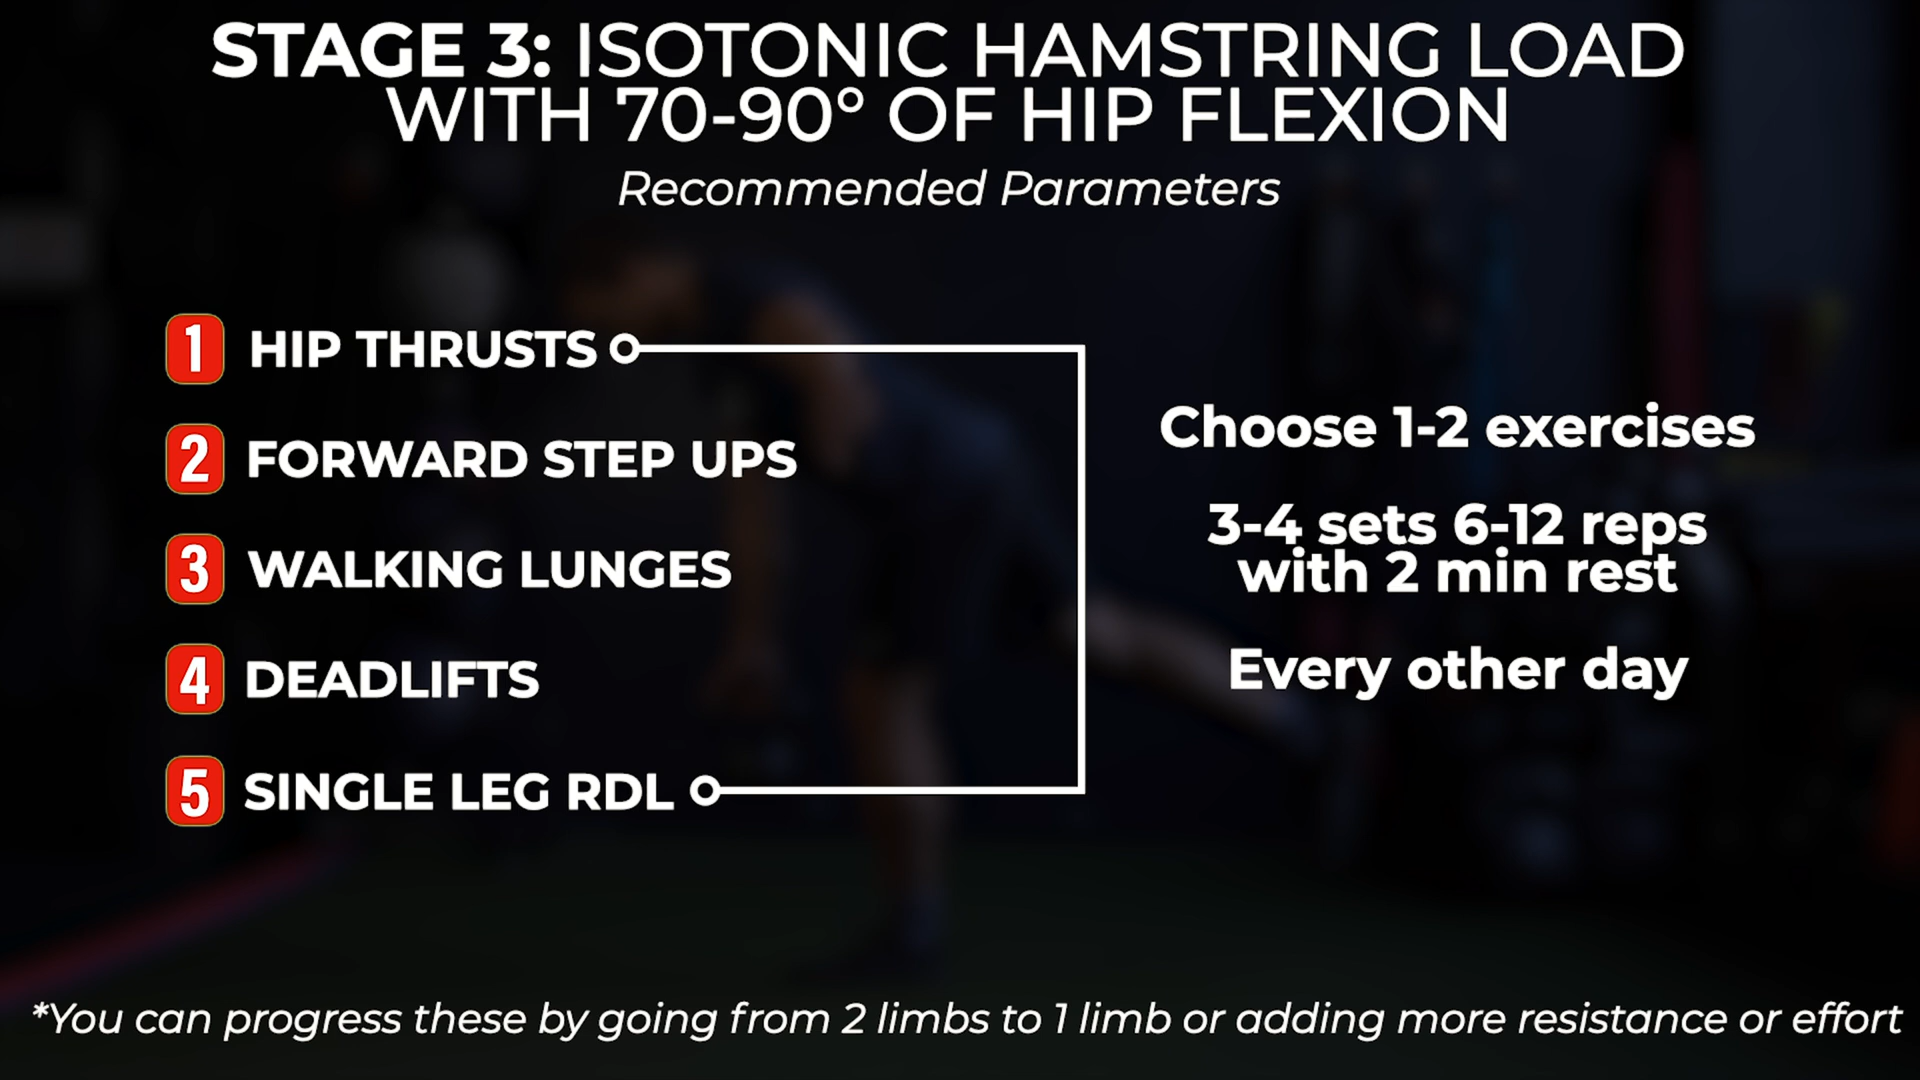 STAGE 3: ISOTONIC HAMSTRING LOAD
WITH 70-90° OF HIP FLEXION
Recommended Parameters
1 HIP THRUSTS
2 FORWARD STEP UPS
3 WALKING LUNGES
4 DEADLIFTS
5 SINGLE LEG RDL
Choose 1-2 exercises
3-4 sets 6-12 reps
with 2 min rest
Every other day
*You can progress these by going from 2 limbs to 1 limb or adding more resistance or effort